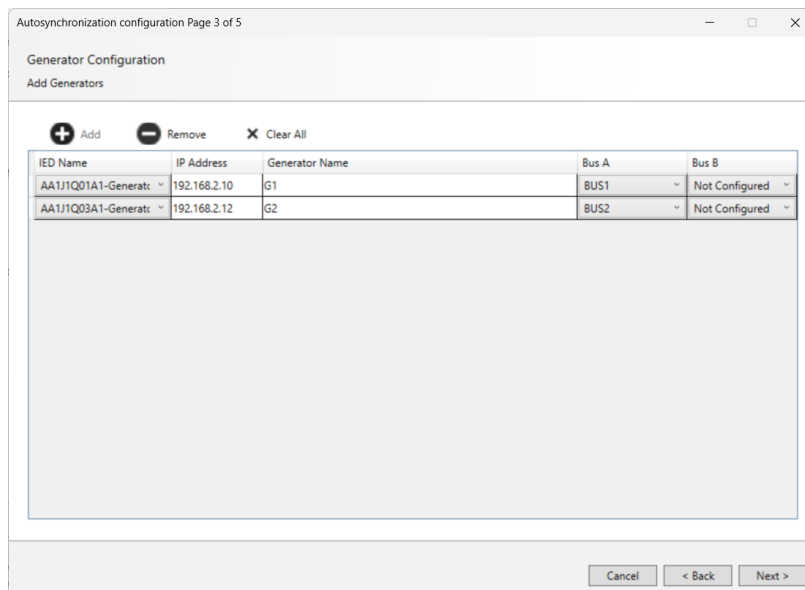 Autosynchronization configuration Page 3 of 5
Generator Configuration
Add Generators
Add Remove Clear All
IED Name IP Address Generator Name Bus A Bus B
AA1J1Q01A1-Generatc 192.168.2.10 G1 BUS1 Not Configured
AA1J1Q03A1-Generatc 192.168.2.12 G2 BUS2 Not Configured
Cancel < Back Next >